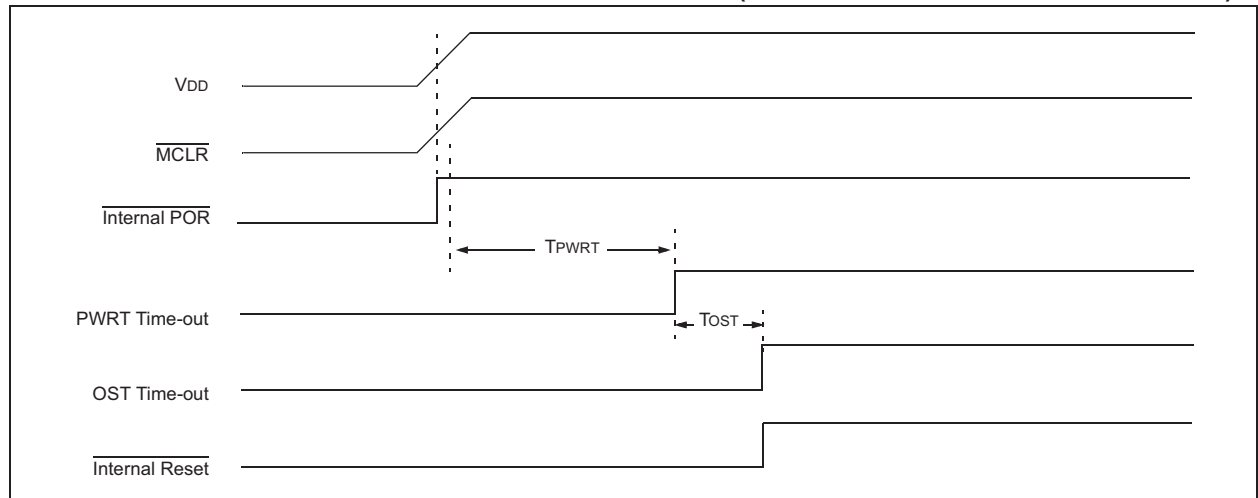 VDD
MCLR
Internal POR
TPWRT
PWRT Time-out
TOST
OST Time-out
Internal Reset